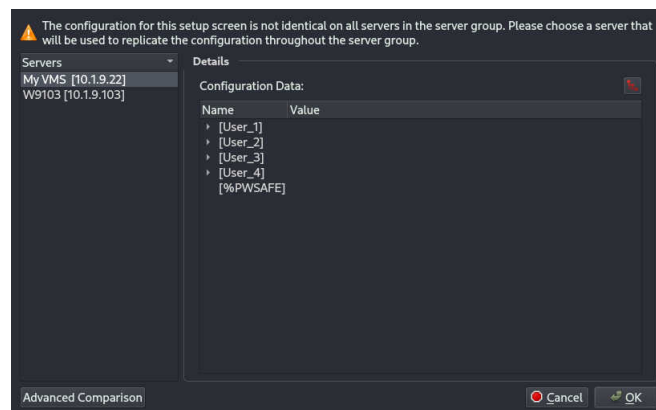 The configuration for this setup screen is not identical on all servers in the server group. Please choose a server that
will be used to replicate the configuration throughout the server group.
Servers
My VMS [10.1.9.22]
W9103 [10.1.9.103]
Details
Configuration Data:
Name Value
[User_1]
[User_2]
[User_3]
[User_4]
[%PWSAFE]
Advanced Comparison
Cancel
OK